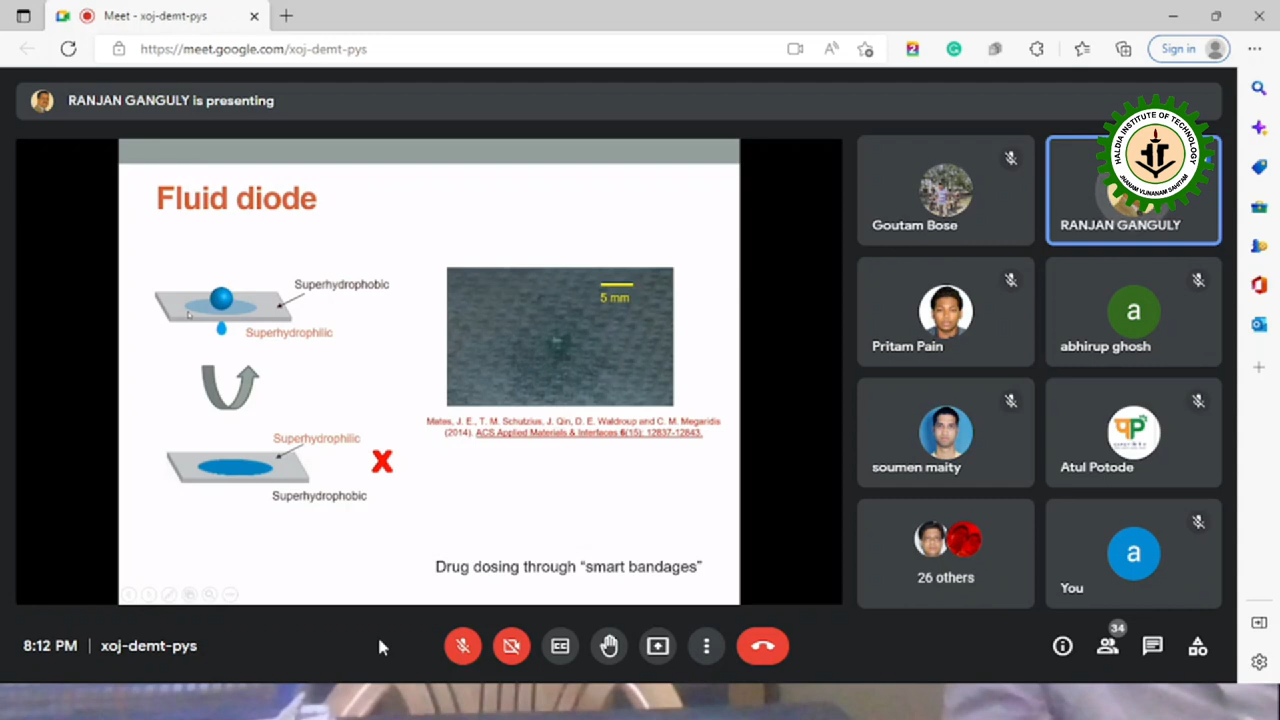 Meet - xoj-demt-pys
https://meet.google.com/xoj-demt-pys
Sign in
RANJAN GANGULY is presenting
HALDIA INSTITUTE OF TECHNOLOGY
JNANAM VIJNANAM SAHITAM
Fluid diode
Superhydrophobic
Superhydrophilic
Superhydrophilic
X
Superhydrophobic
5 mm
Mates, J. E., T. M. Schutzius, J. Qin, D. E. Waldroup and C. M. Megaridis
(2014). ACS Applied Materials & Interfaces 6(15): 12837-12843.
Drug dosing through “smart bandages”
Goutam Bose
RANJAN GANGULY
Pritam Pain
a
abhirup ghosh
soumen maity
Atul Potode
26 others
a
You
8:12 PM | xoj-demt-pys
34